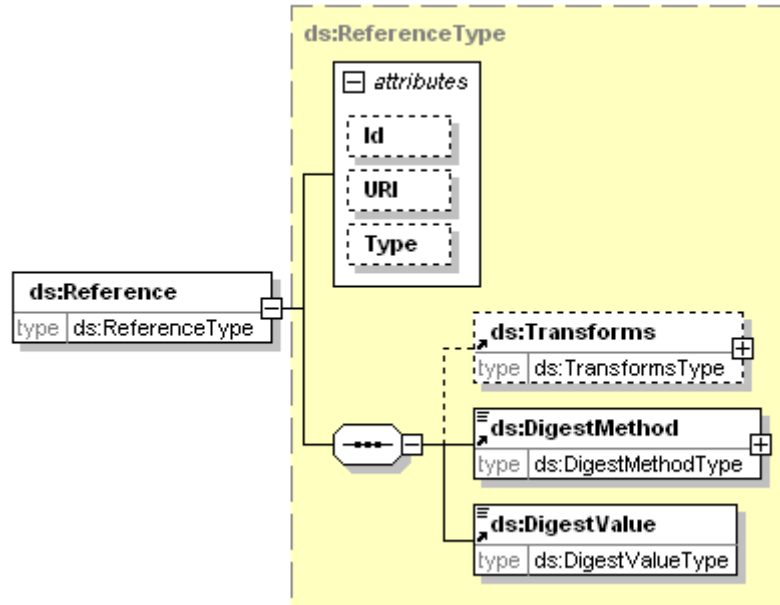 ds:ReferenceType
attributes
Id
URI
Type
ds:Reference
type ds:ReferenceType
ds:Transforms
type ds:TransformsType
ds:DigestMethod
type ds:DigestMethodType
ds:DigestValue
type ds:DigestValueType